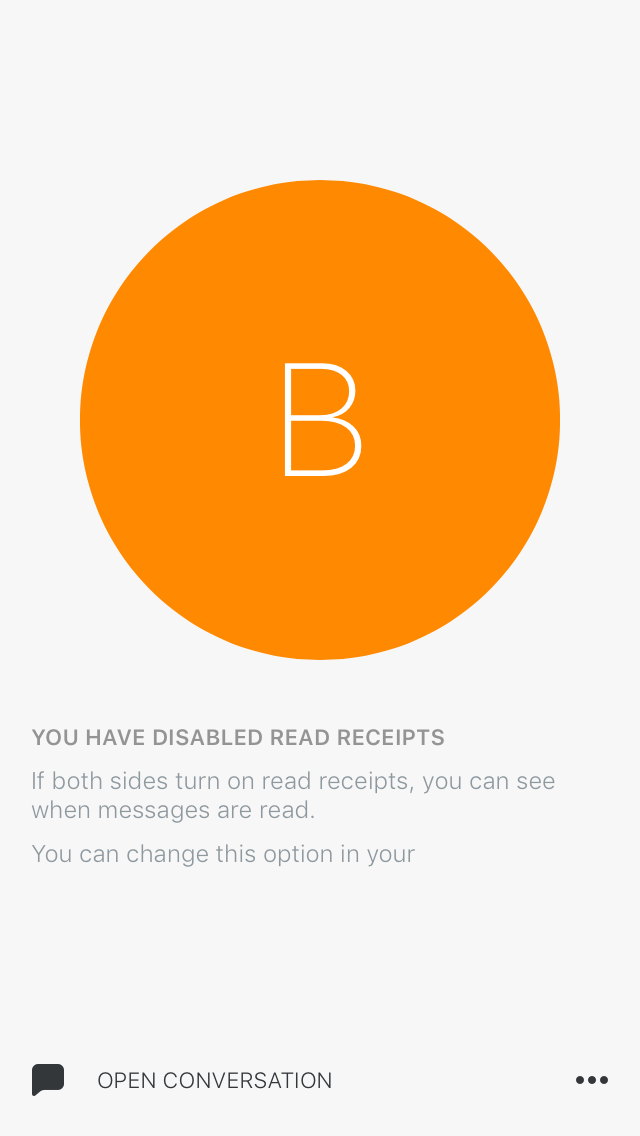 B
YOU HAVE DISABLED READ RECEIPTS
If both sides turn on read receipts, you can see
when messages are read.
You can change this option in your
OPEN CONVERSATION